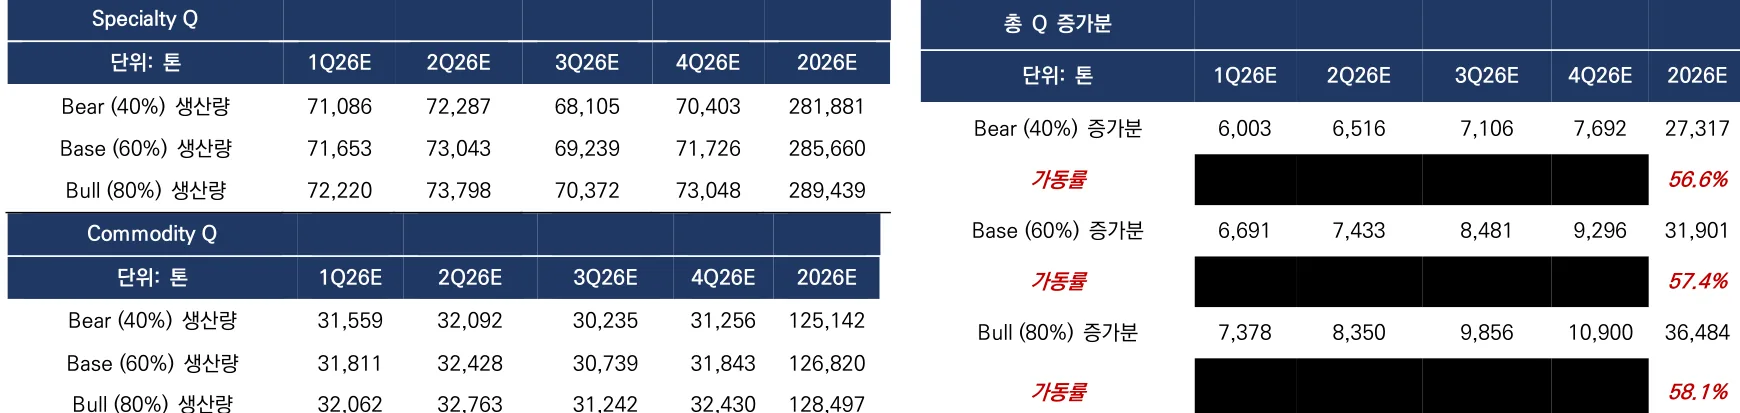 Specialty Q
단위: 톤 1Q26E 2Q26E 3Q26E 4Q26E 2026E
Bear (40%) 생산량 71,086 72,287 68,105 70,403 281,881
Base (60%) 생산량 71,653 73,043 69,239 71,726 285,660
Bull (80%) 생산량 72,220 73,798 70,372 73,048 289,439
Commodity Q
단위: 톤 1Q26E 2Q26E 3Q26E 4Q26E 2026E
Bear (40%) 생산량 31,559 32,092 30,235 31,256 125,142
Base (60%) 생산량 31,811 32,428 30,739 31,843 126,820
Bull (80%) 생산량 32,062 32,763 31,242 32,430 128,497
총 Q 증가분
단위: 톤 1Q26E 2Q26E 3Q26E 4Q26E 2026E
Bear (40%) 증가분 6,003 6,516 7,106 7,692 27,317
가동률 56.6%
Base (60%) 증가분 6,691 7,433 8,481 9,296 31,901
가동률 57.4%
Bull (80%) 증가분 7,378 8,350 9,856 10,900 36,484
가동률 58.1%